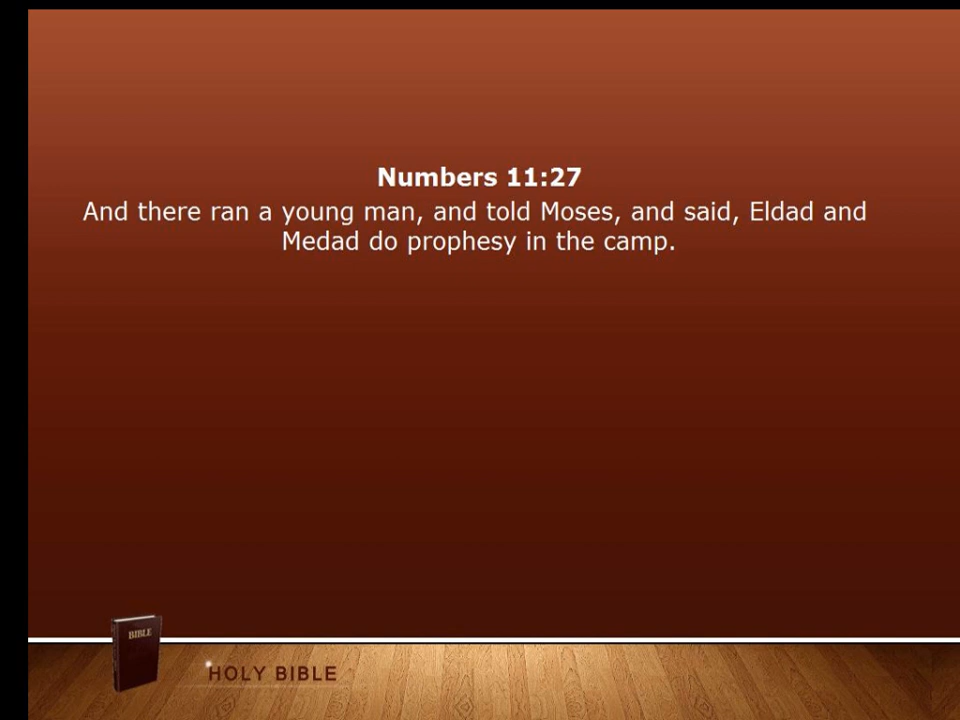 Numbers 11:27
And there ran a young man, and told Moses, and said, Eldad and
Medad do prophesy in the camp.
BIBLE
HOLY BIBLE